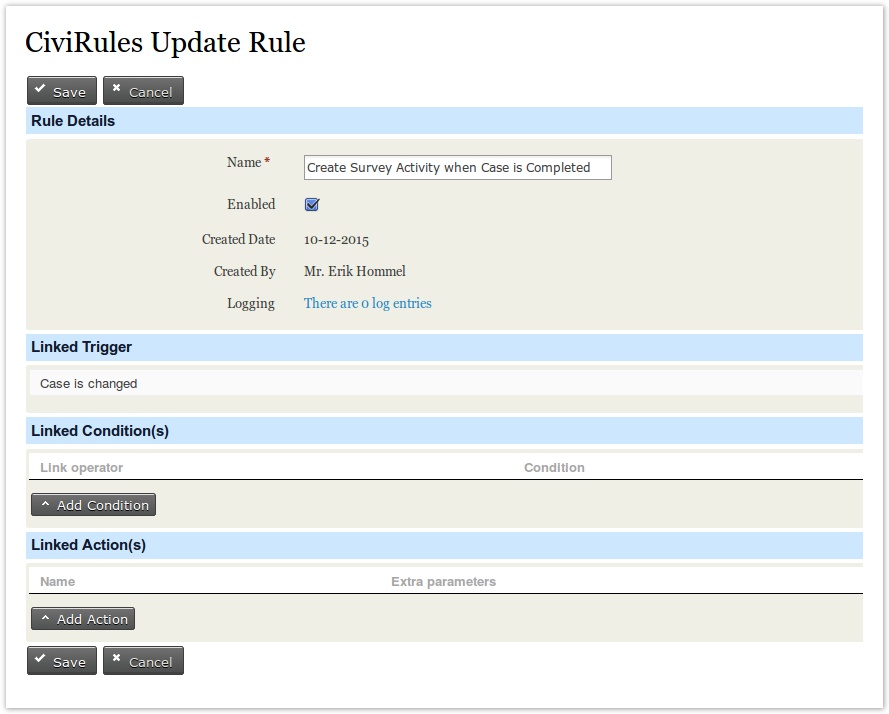 CiviRules Update Rule
Save Cancel
Rule Details
Name * Create Survey Activity when Case is Completed
Enabled
Created Date 10-12-2015
Created By Mr. Erik Hommel
Logging There are 0 log entries
Linked Trigger
Case is changed
Linked Condition(s)
Link operator Condition
Add Condition
Linked Action(s)
Name Extra parameters
Add Action
Save Cancel